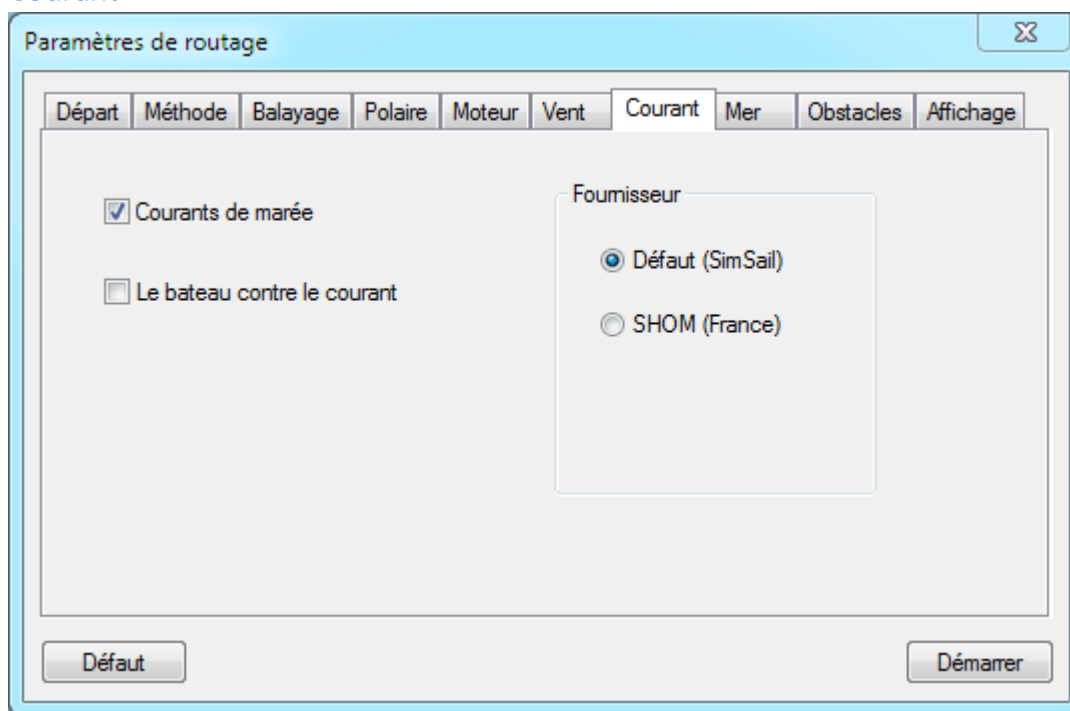 Paramètres de routage
Départ Méthode Balayage Polaire Moteur Vent Courant Mer Obstacles Affichage
Courants de marée
Le bateau contre le courant
Fournisseur
Défaut (SimSail)
SHOM (France)
Défaut
Démarrer